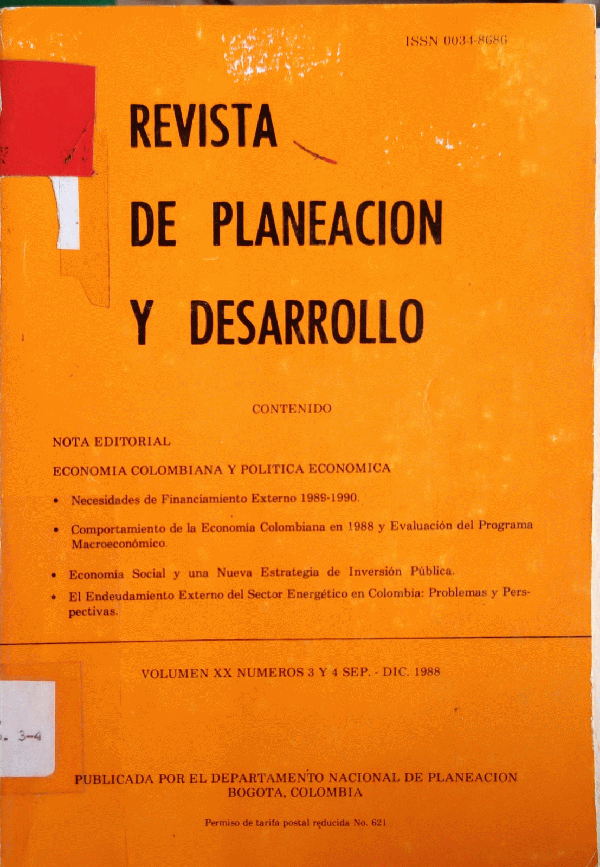 ISSN 0034-8686
REVISTA
DE PLANEACION
Y DESARROLLO
CONTENIDO
NOTA EDITORIAL
ECONOMIA COLOMBIANA Y POLITICA ECONOMICA
• Necesidades de Financiamiento Externo 1989-1990.
• Comportamiento de la Economía Colombiana en 1988 y Evaluación del Programa
Macroeconómico.
• Economía Social y una Nueva Estrategia de Inversión Pública.
• El Endeudamiento Externo del Sector Energético en Colombia: Problemas y Pers-
pectivas.
VOLUMEN XX NUMEROS 3 Y 4 SEP. - DIC. 1988
3-4
PUBLICADA POR EL DEPARTAMENTO NACIONAL DE PLANEACION
BOGOTA, COLOMBIA
Permiso de tarifa postal reducida No. 621